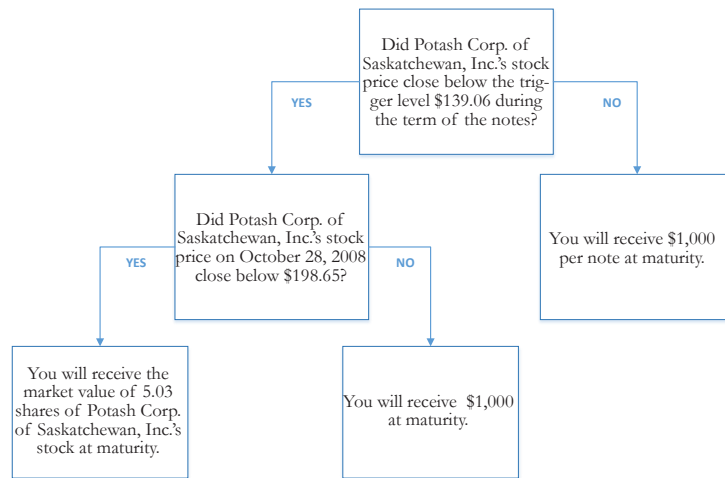 Did Potash Corp. of
Saskatchewan, Inc.'s stock
price close below the trig-
ger level $139.06 during
the term of the notes?
YES
NO
Did Potash Corp. of
Saskatchewan, Inc.'s stock
price on October 28, 2008
close below $198.65?
You will receive $1,000
per note at maturity.
YES
NO
You will receive the
market value of 5.03
shares of Potash Corp.
of Saskatchewan, Inc.'s
stock at maturity.
You will receive $1,000
at maturity.